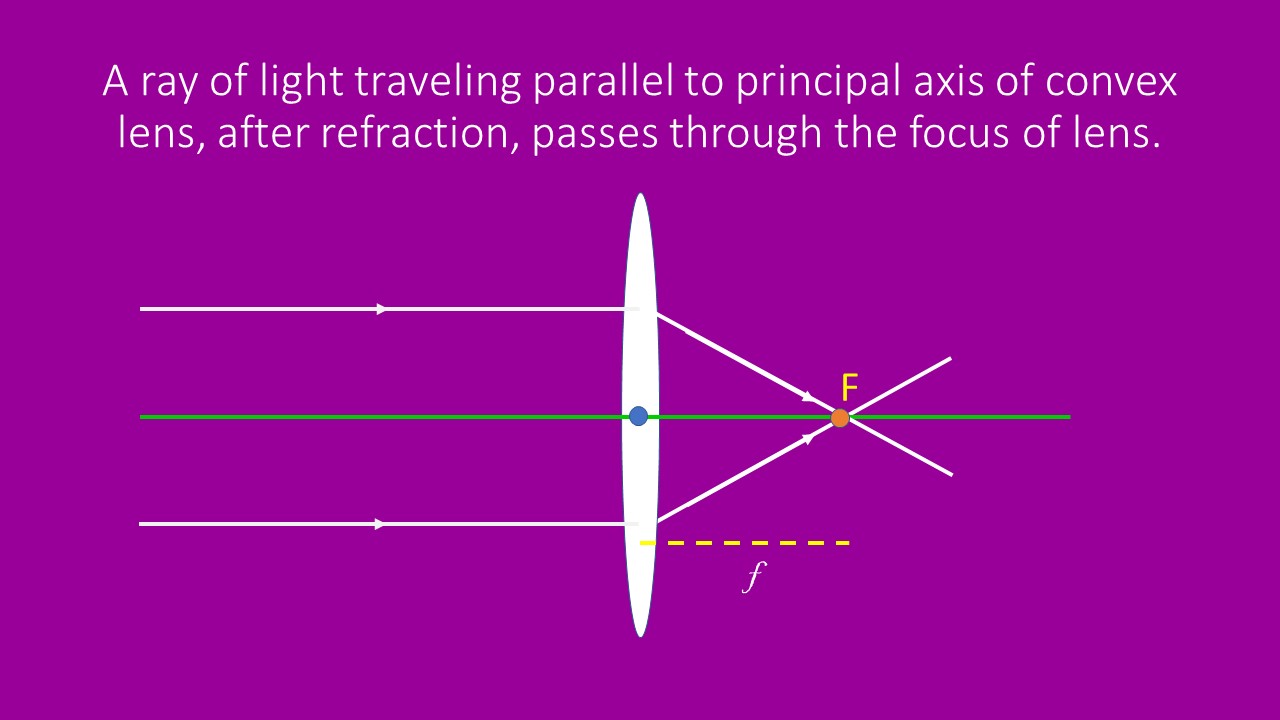 A ray of light traveling parallel to principal axis of convex
lens, after refraction, passes through the focus of lens.
F
f